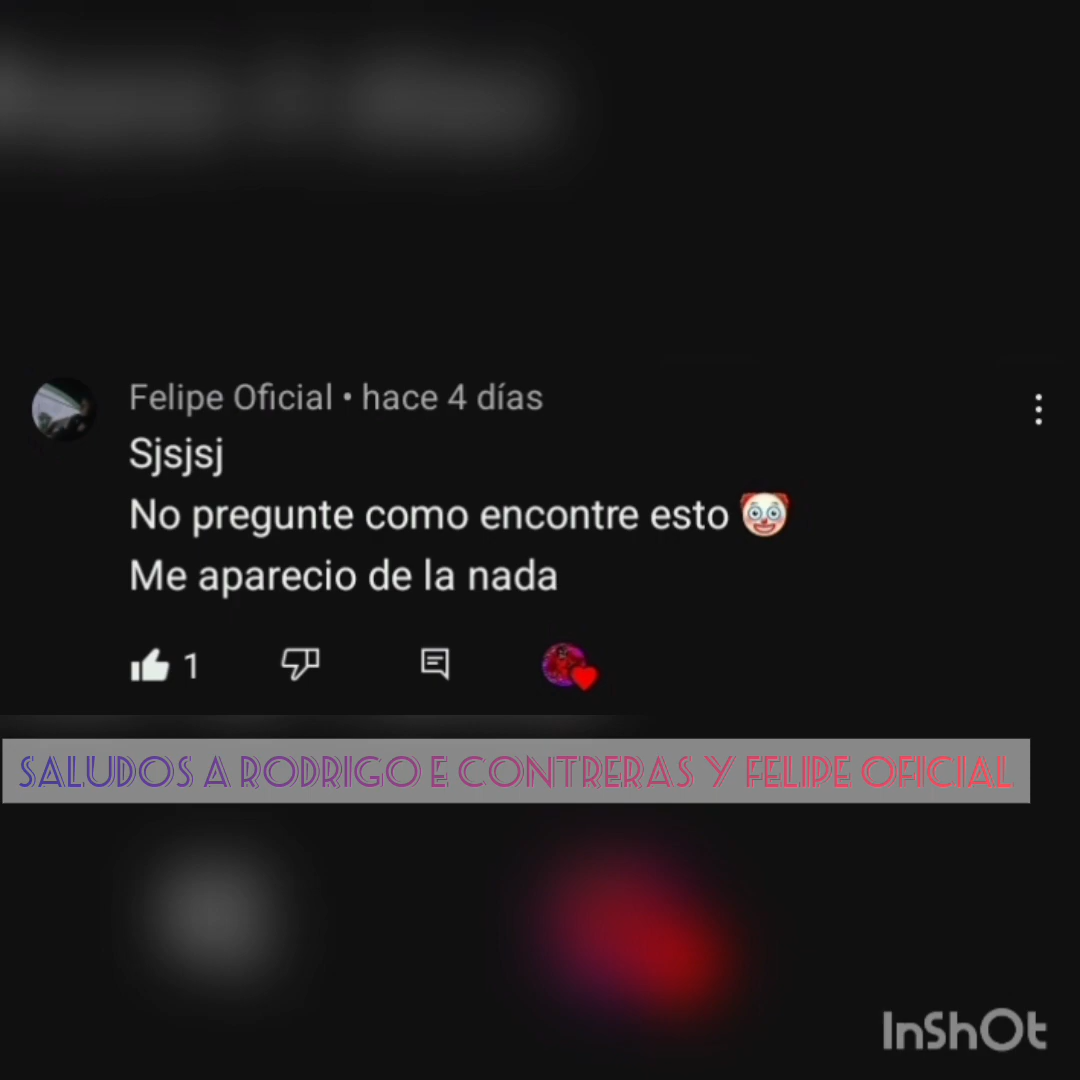 Felipe Oficial • hace 4 días
Sjsjsj
No pregunte como encontre esto 🤡
Me aparecio de la nada
1
SALUDOS A RODRIGO E CONTRERAS Y FELIPE OFICIAL
InShOt